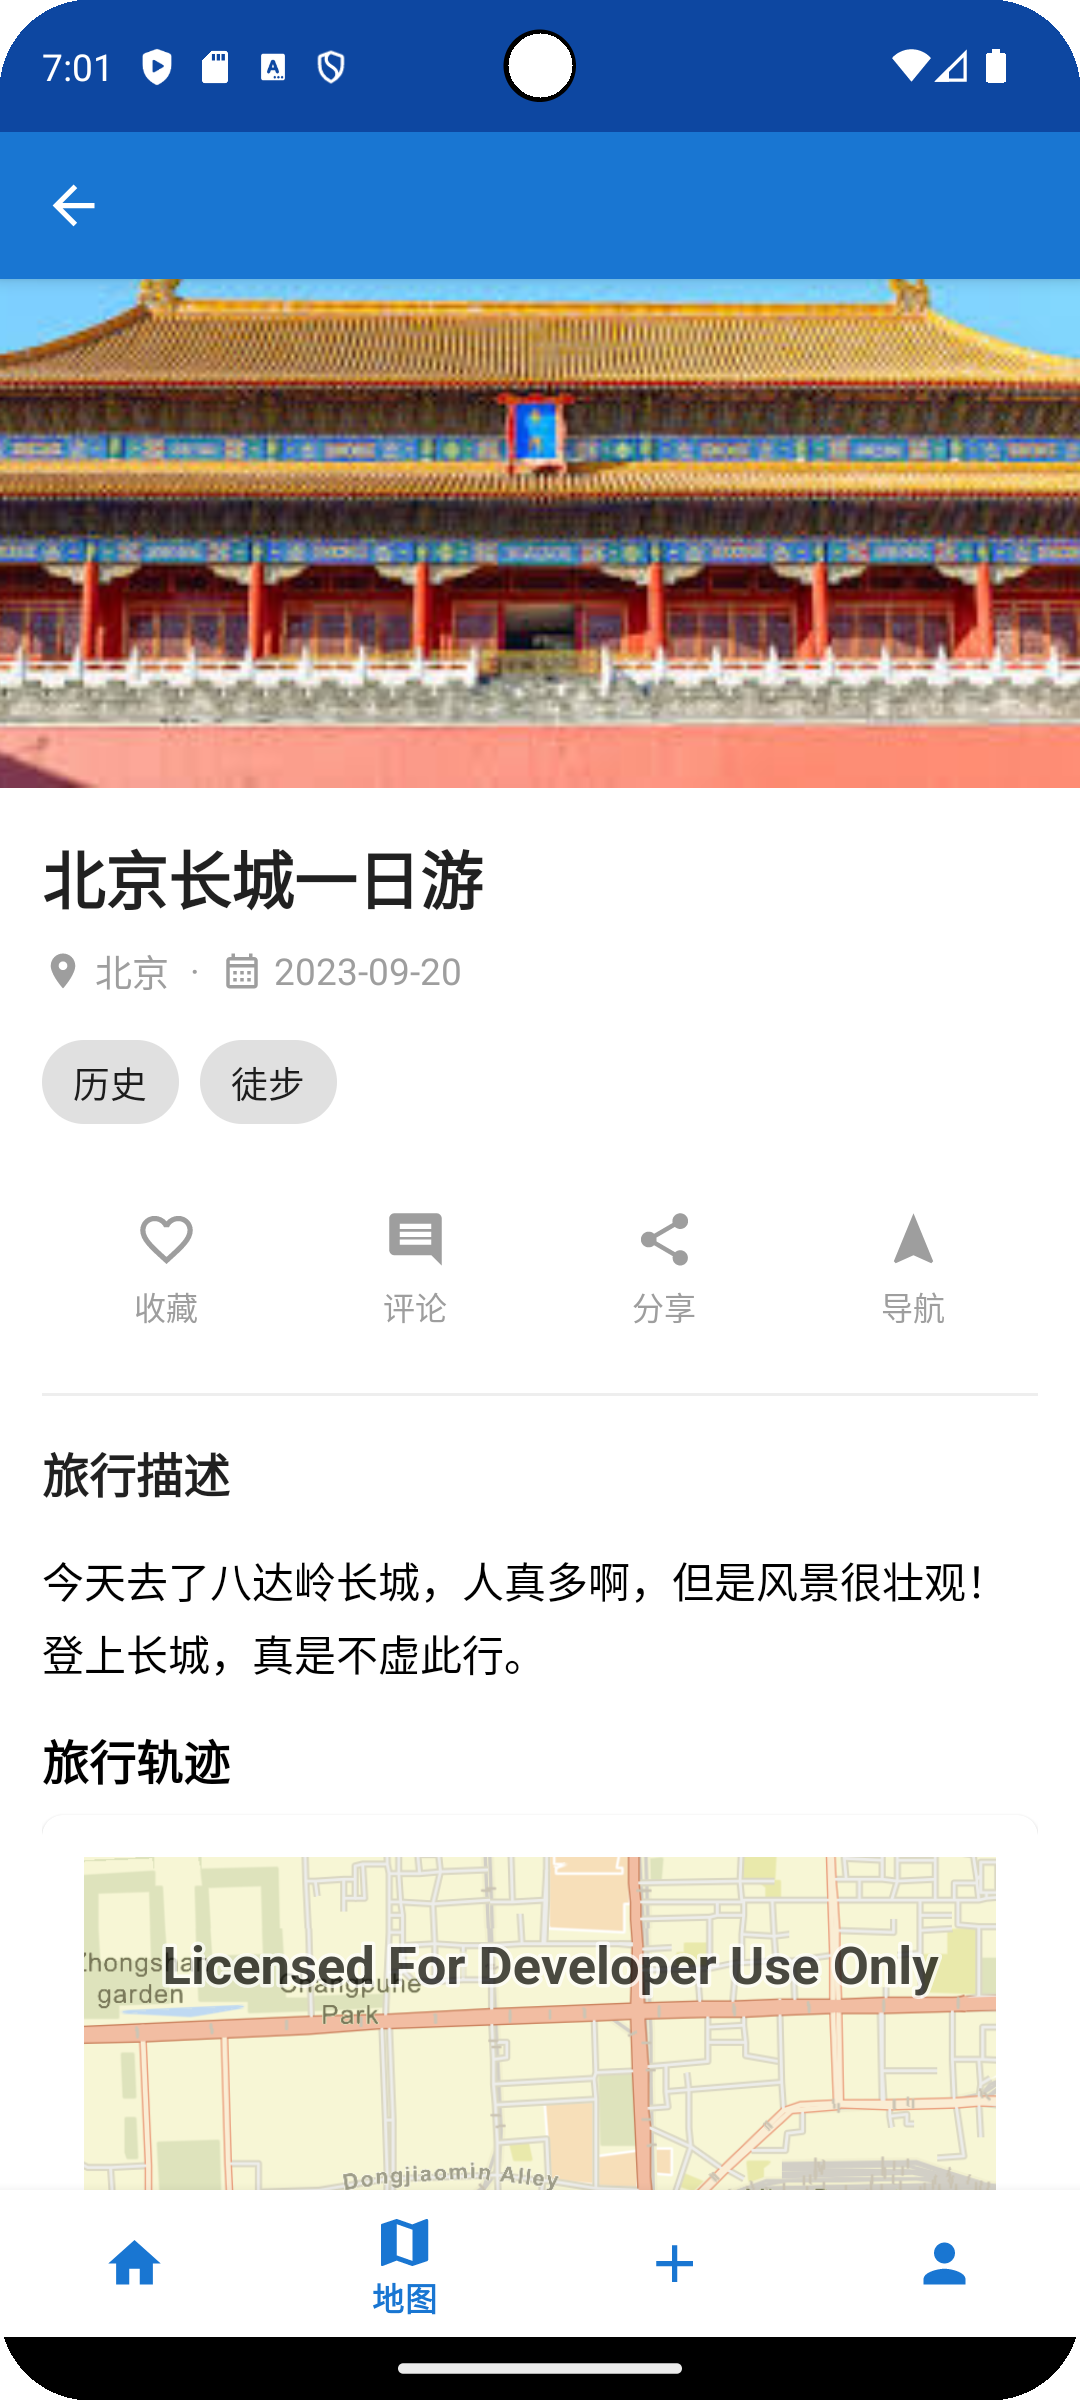 7:01
北京长城一日游
北京 · 2023-09-20
历史 徒步
收藏 评论 分享 导航
旅行描述
今天去了八达岭长城，人真多啊，但是风景很壮观！
登上长城，真是不虚此行。
旅行轨迹
Licensed For Developer Use Only
garden
Park
Dongjiaomin Alley
地图